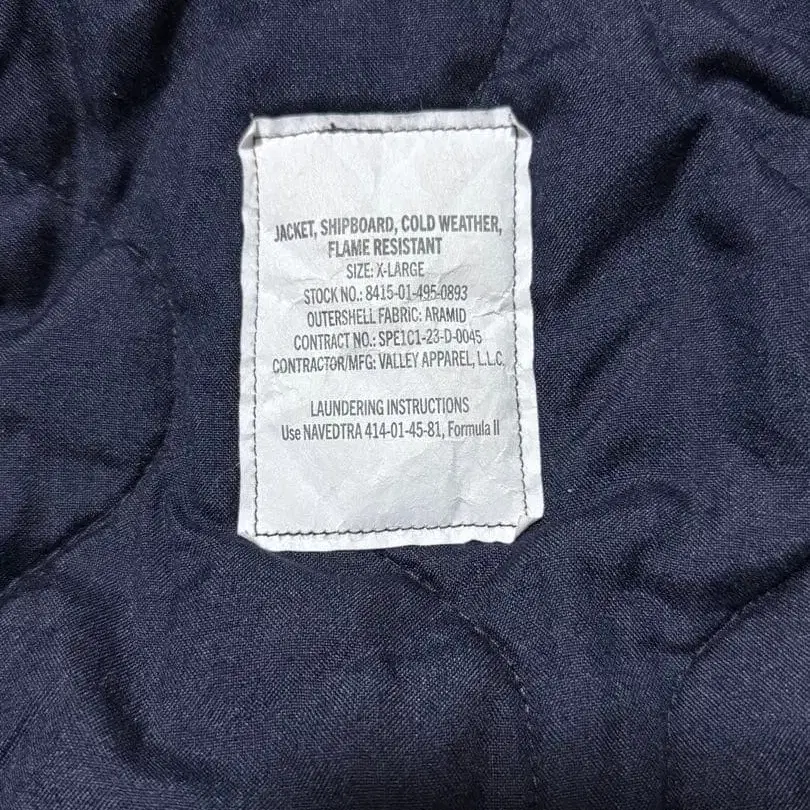 JACKET, SHIPBOARD, COLD WEATHER,
FLAME RESISTANT
SIZE: X-LARGE
STOCK NO.: 8415-01-495-0893
OUTERSHELL FABRIC: ARAMID
CONTRACT NO.: SPE1C1-23-D-0045
CONTRACTOR/MFG: VALLEY APPAREL, L.L.C.
LAUNDERING INSTRUCTIONS
Use NAVEDTRA 414-01-45-81, Formula II